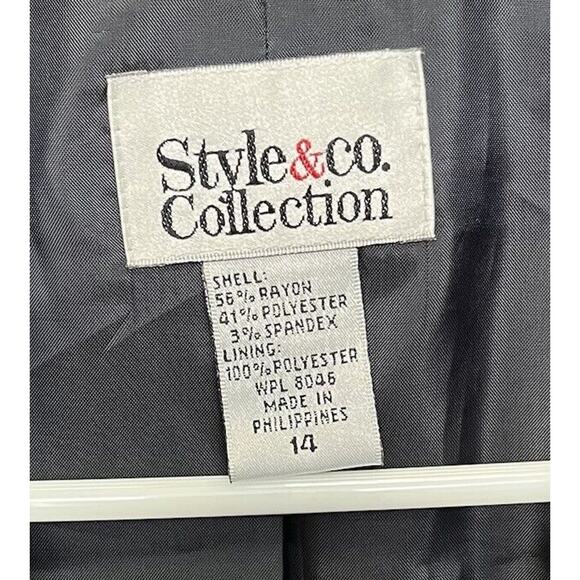 Style&co.
Collection
SHELL:
56% RAYON
41% POLYESTER
3% SPANDEX
LINING:
100% POLYESTER
WPL 8046
MADE IN
PHILIPPINES
14